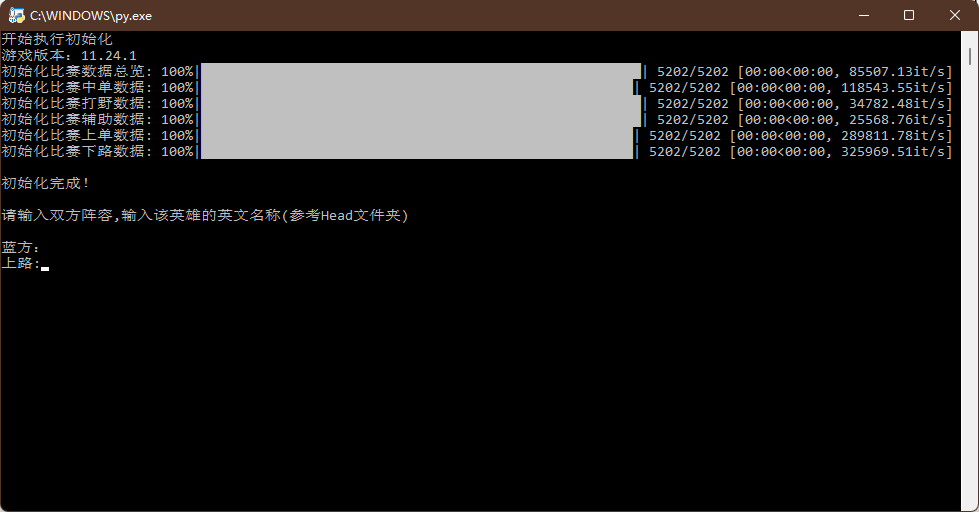 C:\WINDOWS\py.exe
开始执行初始化
游戏版本：11.24.1
初始化比赛数据总览: 100%| | 5202/5202 [00:00<00:00, 85507.13it/s]
初始化比赛中单数据: 100%| | 5202/5202 [00:00<00:00, 118543.55it/s]
初始化比赛打野数据: 100%| | 5202/5202 [00:00<00:00, 34782.48it/s]
初始化比赛辅助数据: 100%| | 5202/5202 [00:00<00:00, 25568.76it/s]
初始化比赛上单数据: 100%| | 5202/5202 [00:00<00:00, 289811.78it/s]
初始化比赛下路数据: 100%| | 5202/5202 [00:00<00:00, 325969.51it/s]
初始化完成!
请输入双方阵容,输入该英雄的英文名称(参考Head文件夹)
蓝方:
上路: